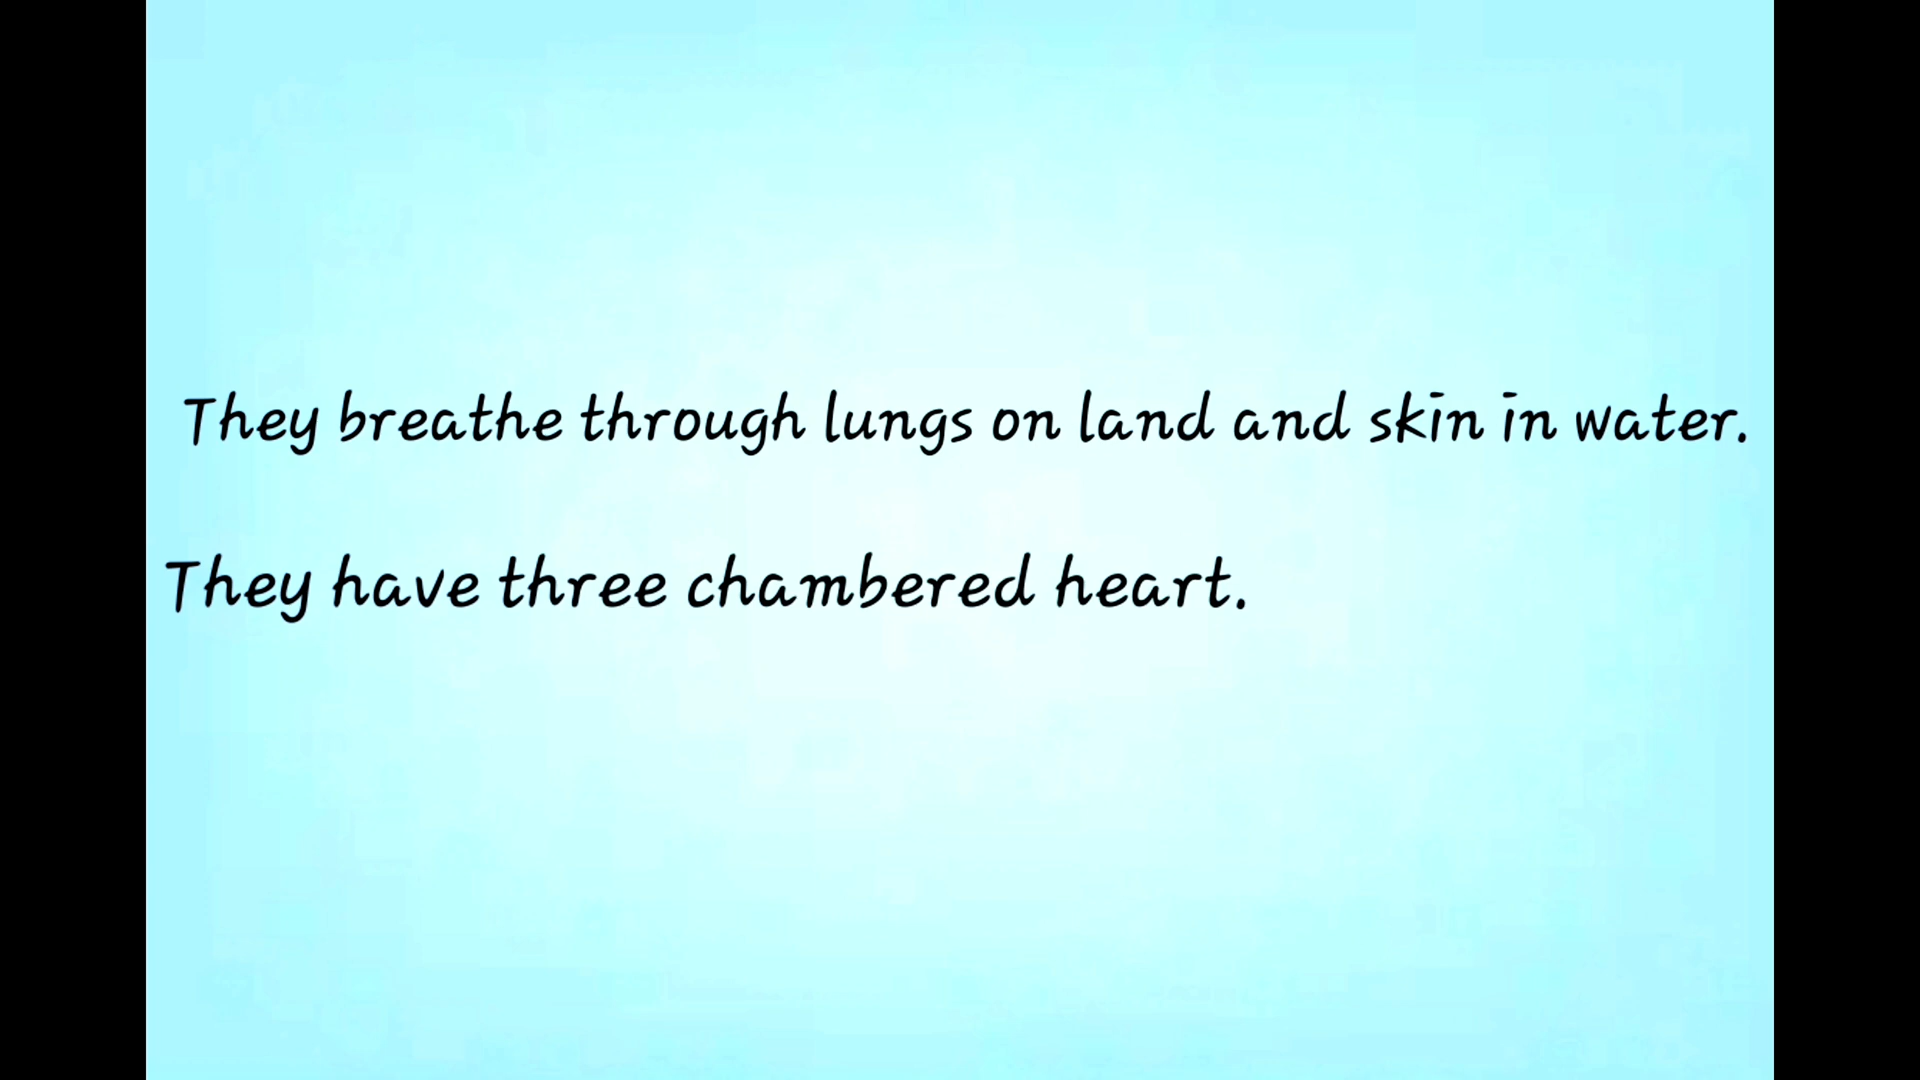 They breathe through lungs on land and skin in water.
They have three chambered heart.